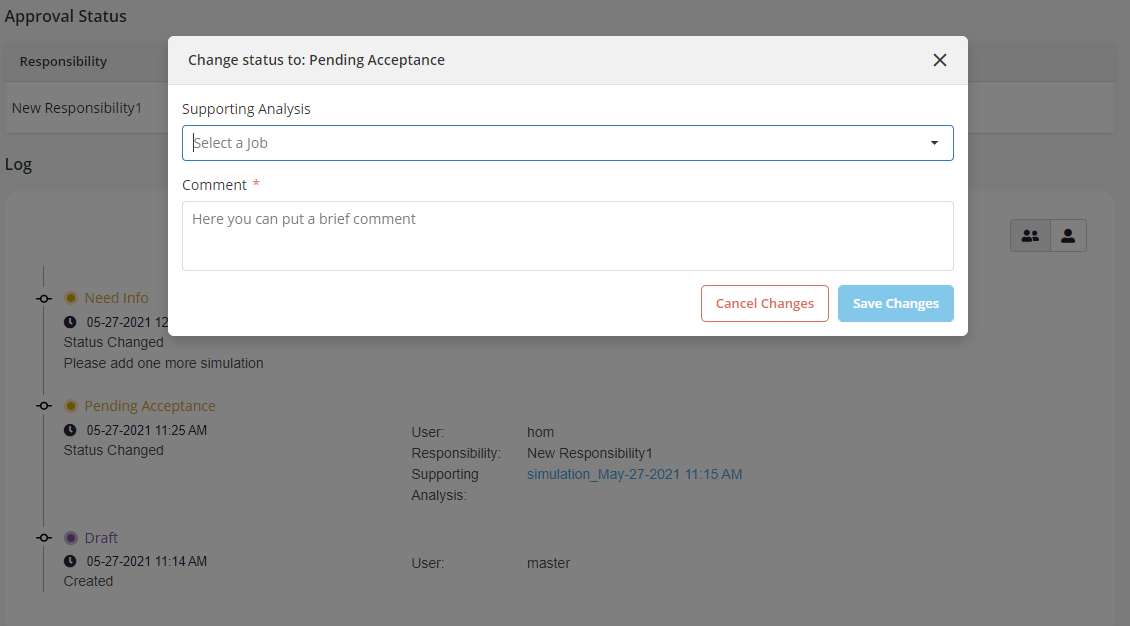 Approval Status
Responsibility
New Responsibility1
Log
Change status to: Pending Acceptance
Supporting Analysis
Select a Job
Comment *
Here you can put a brief comment
Cancel Changes
Save Changes
Need Info
05-27-2021 12
Status Changed
Please add one more simulation
Pending Acceptance
05-27-2021 11:25 AM
Status Changed
User: hom
Responsibility: New Responsibility1
Supporting Analysis: simulation_May-27-2021 11:15 AM
Draft
05-27-2021 11:14 AM
Created
User: master